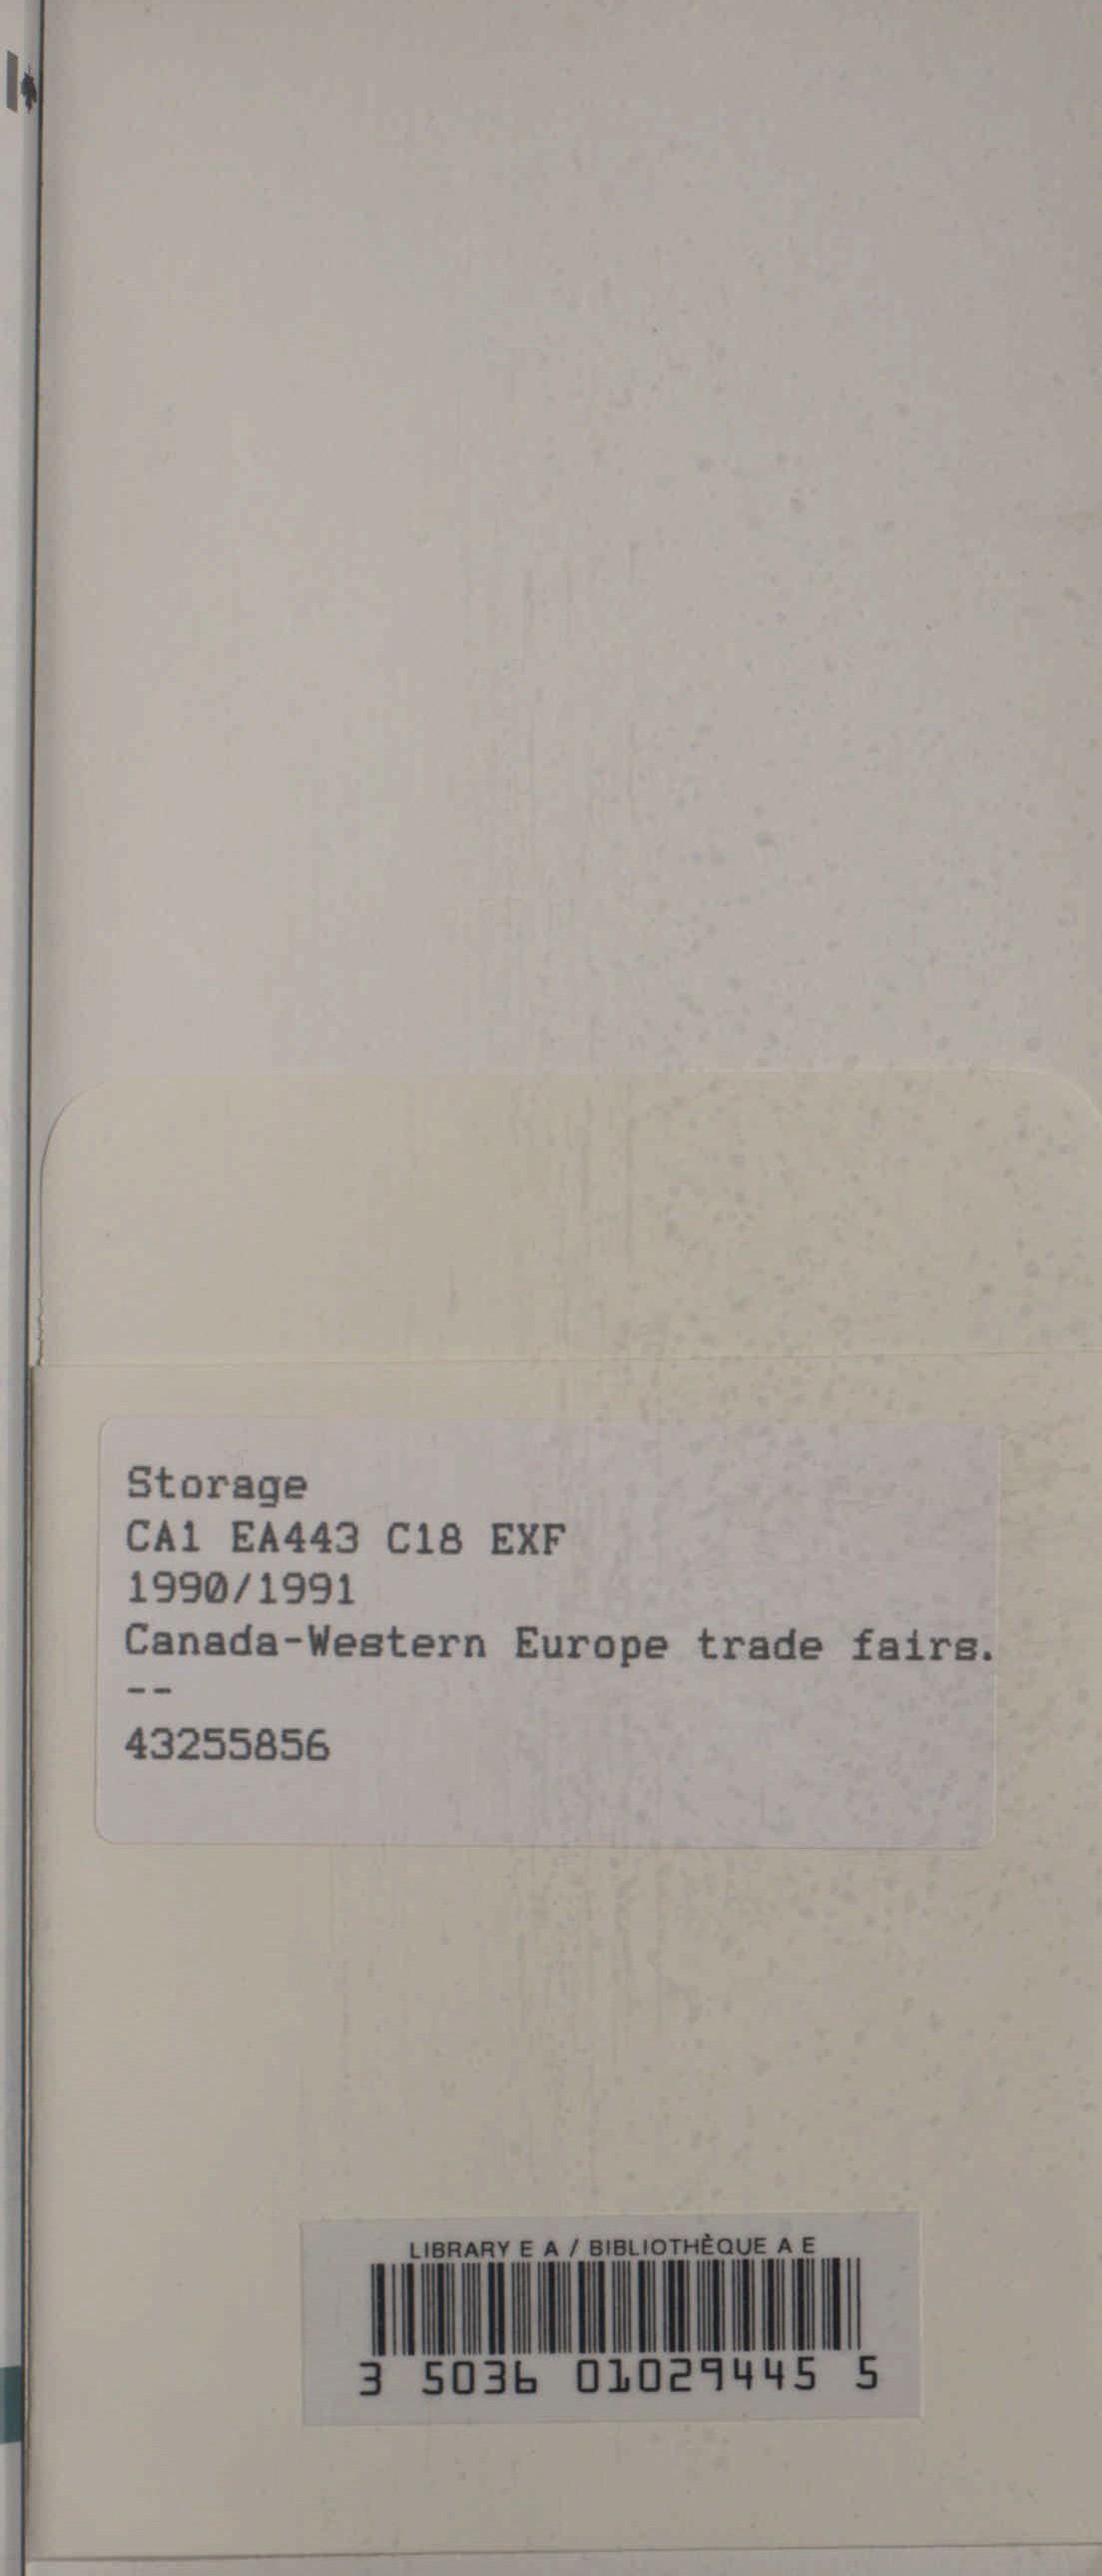 Storage
CA1 EA443 C18 EXF
1990/1991
Canada-Western Europe trade fairs.
--
43255856
LIBRARY E A / BIBLIOTHÈQUE A E
3 5036 01029445 5